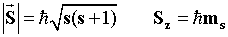 |S⃗| = ħ√s(s+1) S_z = ħm_s